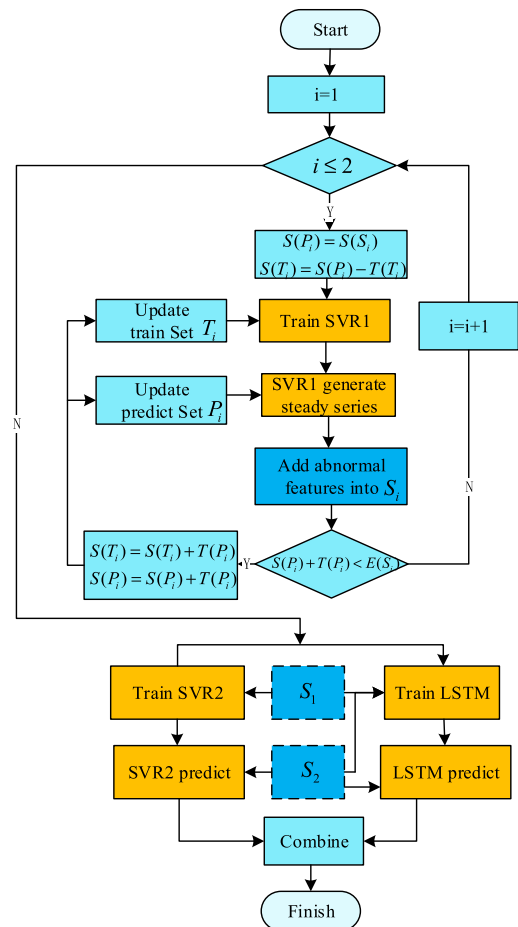 Start
i=1
i ≤ 2
Y
S(P_i) = S(S_i)
S(T_i) = S(P_i) − T(T_i)
Update
train Set T_i
Train SVR1
i=i+1
Update
predict Set P_i
SVR1 generate
steady series
N
Add abnormal
features into S_i
N
S(T_i) = S(T_i) + T(P_i)
S(P_i) = S(P_i) + T(P_i)
Y
S(P_i) + T(P_i) < E(S_i)
Train SVR2
S_1
Train LSTM
SVR2 predict
S_2
LSTM predict
Combine
Finish